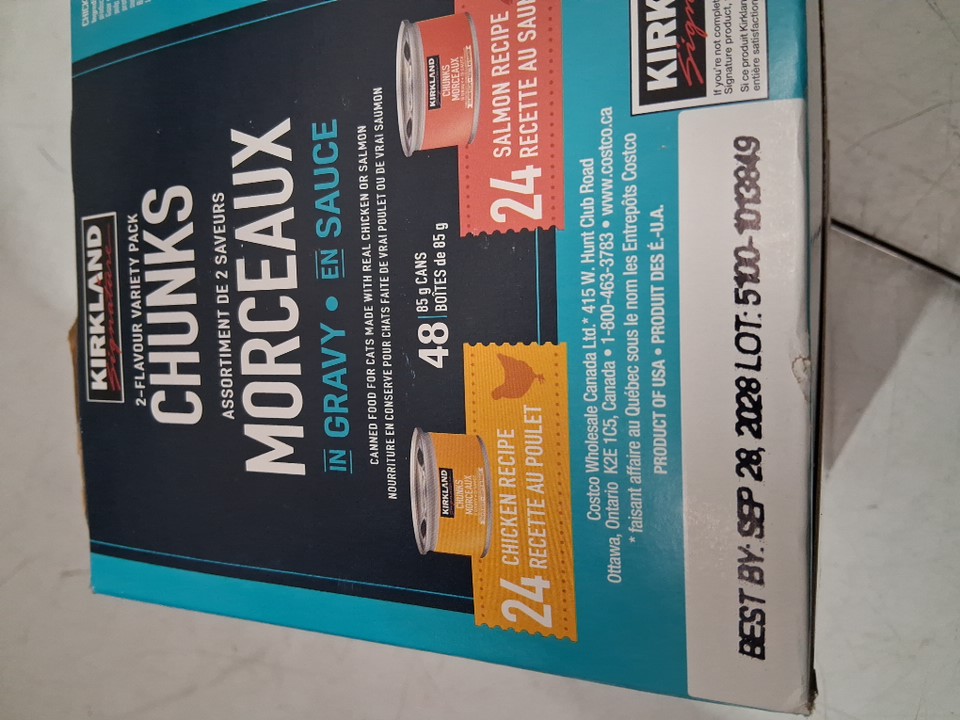 KIRKLAND
Signature
2-FLAVOUR VARIETY PACK
CHUNKS
ASSORTIMENT DE 2 SAVEURS
MORCEAUX
IN GRAVY • EN SAUCE
CANNED FOOD FOR CATS MADE WITH REAL CHICKEN OR SALMON
NOURRITURE EN CONSERVE POUR CHATS FAITE DE VRAI POULET OU DE VRAI SAUMON
48 85 g CANS
BOÎTES de 85 g
KIRKLAND
CHUNKS
MORCEAUX
24 CHICKEN RECIPE
RECETTE AU POULET
KIRKLAND
CHUNKS
MORCEAUX
24 SALMON RECIPE
RECETTE AU SAU
Costco Wholesale Canada Ltd.* 415 W. Hunt Club Road
Ottawa, Ontario K2E 1C5, Canada • 1-800-463-3783 • www.costco.ca
* faisant affaire au Québec sous le nom les Entrepôts Costco
PRODUCT OF USA • PRODUIT DES É.-U.A.
KIRK
Sign
If you're not comple
Signature product,
Si ce produit Kirklan
entière satisfaction
BEST BY: SEP 28, 2028 LOT: 5100-1013849